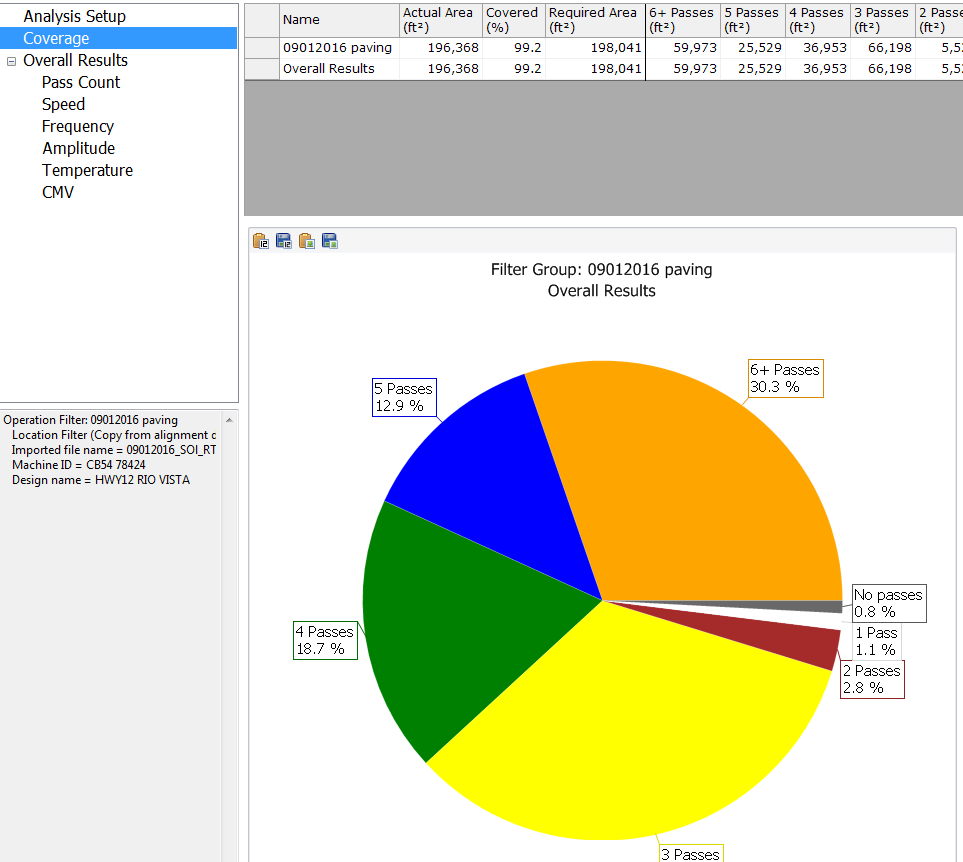 Analysis Setup
Coverage
Overall Results
Pass Count
Speed
Frequency
Amplitude
Temperature
CMV
Operation Filter: 09012016 paving
Location Filter (Copy from alignment c
Imported file name = 09012016_SOI_RT
Machine ID = CB54 78424
Design name = HWY12 RIO VISTA
Name Actual Area (ft²) Covered (%) Required Area (ft²) 6+ Passes (ft²) 5 Passes (ft²) 4 Passes (ft²) 3 Passes (ft²) 2 Passe (ft²)
09012016 paving 196,368 99.2 198,041 59,973 25,529 36,953 66,198 5,5
Overall Results 196,368 99.2 198,041 59,973 25,529 36,953 66,198 5,5
Filter Group: 09012016 paving
Overall Results
6+ Passes
30.3 %
5 Passes
12.9 %
No passes
0.8 %
1 Pass
1.1 %
4 Passes
18.7 %
2 Passes
2.8 %
3 Passes